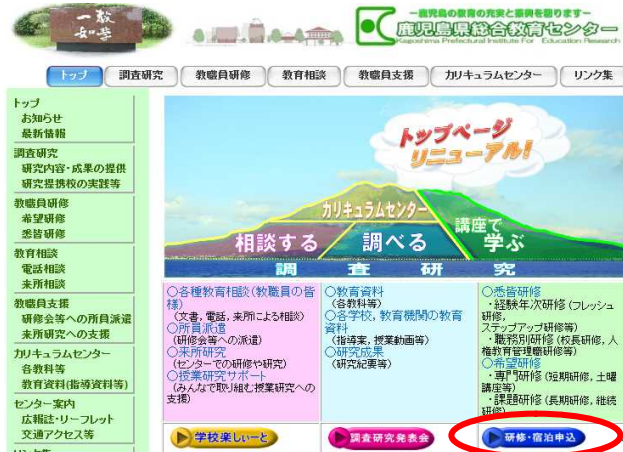 一教
如学
－鹿児島の教育の充実と振興を図ります－
鹿児島県総合教育センター
Kagoshima Prefectural Institute For Education Research
トップ 調査研究 教職員研修 教育相談 教職員支援 カリキュラムセンター リンク集
トップ
お知らせ
最新情報
調査研究
研究内容・成果の提供
研究提携校の実践等
教職員研修
希望研修
悉皆研修
教育相談
電話相談
来所相談
教職員支援
研修会等への所員派遣
来所研究への支援
カリキュラムセンター
各教科等
教育資料(指導資料等)
センター案内
広報誌・リーフレット
交通アクセス等
トップページ
リニューアル!
カリキュラムセンター
相談する
調べる
講座で
学ぶ
調査研究
○各種教育相談(教職員の皆
様)
(文書,電話,来所による相談)
○所員派遣
(研修会等への派遣)
○来所研究
(センターでの研修や研究)
○授業研究サポート
(みんなで取り組む授業研究への
支援)
○教育資料
(各教科等)
○各学校,教育機関の教育
資料
(指導案,授業動画等)
○研究成果
(研究紀要等)
○悉皆研修
・経験年次研修(フレッシュ
研修,
ステップアップ研修等)
・職務別研修(校長研修,人
権教育管理職研修等)
○希望研修
・専門研修(短期研修,土曜
講座等)
・課題研修(長期研修,継続
研修)
学校楽しぃーと
調査研究発表会
研修・宿泊申込